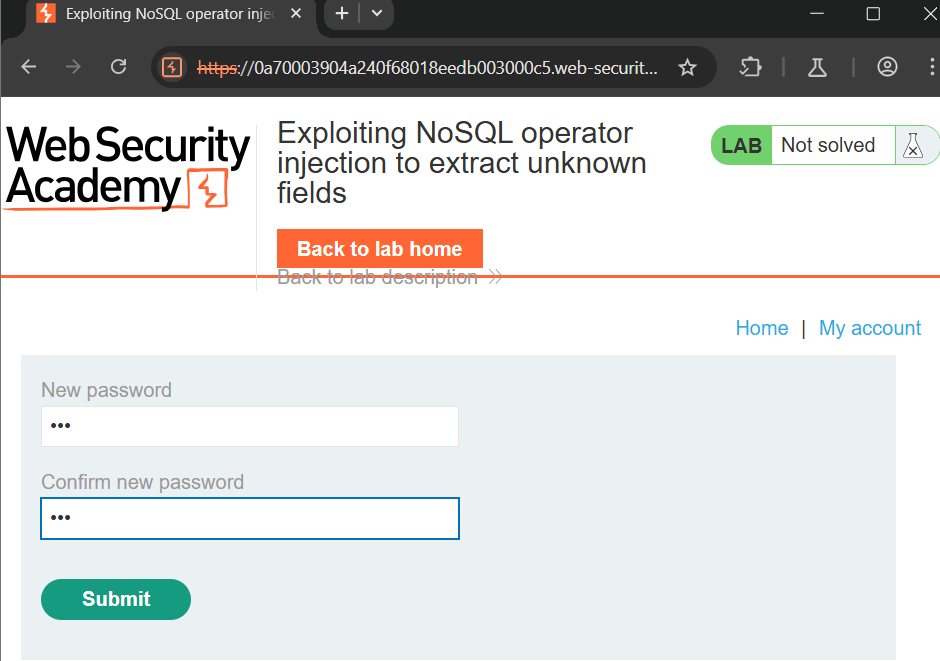 Exploiting NoSQL operator inje
https://0a70003904a240f68018eedb003000c5.web-securit...
Web Security
Academy
Exploiting NoSQL operator
injection to extract unknown
fields
LAB Not solved
Back to lab home
Back to lab description
Home | My account
New password
•••
Confirm new password
•••
Submit